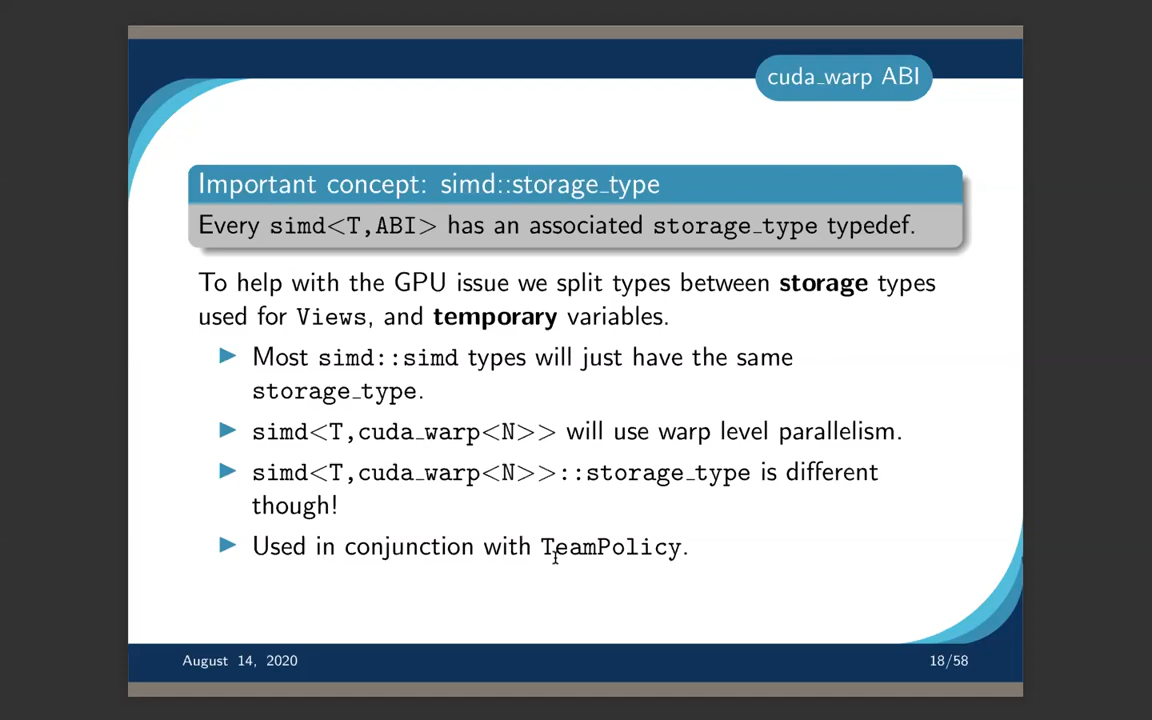 cuda_warp ABI
Important concept: simd::storage_type
Every simd<T,ABI> has an associated storage_type typedef.
To help with the GPU issue we split types between storage types
used for Views, and temporary variables.
Most simd::simd types will just have the same
storage_type.
simd<T,cuda_warp<N>> will use warp level parallelism.
simd<T,cuda_warp<N>>::storage_type is different
though!
Used in conjunction with TeamPolicy.
August 14, 2020
18/58